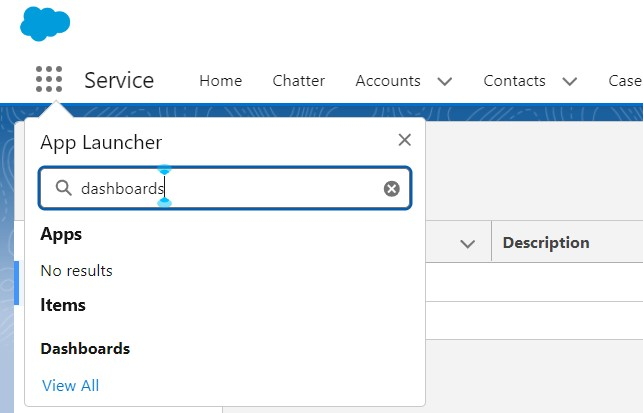 Service Home Chatter Accounts Contacts Case
App Launcher
dashboards
Apps
Description
No results
Items
Dashboards
View All